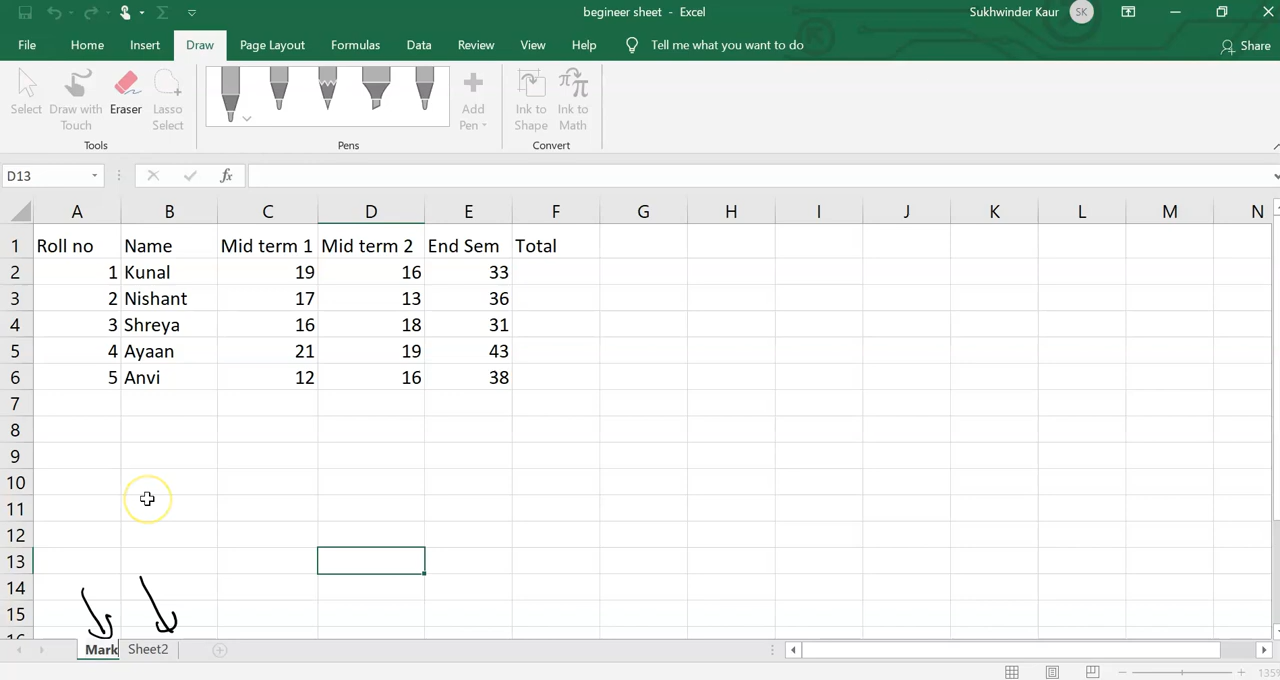 begineer sheet - Excel
Sukhwinder Kaur SK
File Home Insert Draw Page Layout Formulas Data Review View Help Tell me what you want to do Share
Select
Draw with Touch
Eraser
Lasso Select
Add Pen
Ink to Shape
Ink to Math
Tools Pens Convert
D13 fx
A B C D E F G H I J K L M N
1 Roll no Name Mid term 1 Mid term 2 End Sem Total
2 1 Kunal 19 16 33
3 2 Nishant 17 13 36
4 3 Shreya 16 18 31
5 4 Ayaan 21 19 43
6 5 Anvi 12 16 38
7
8
9
10
11
12
13
14
15
16
Mark Sheet2
135%